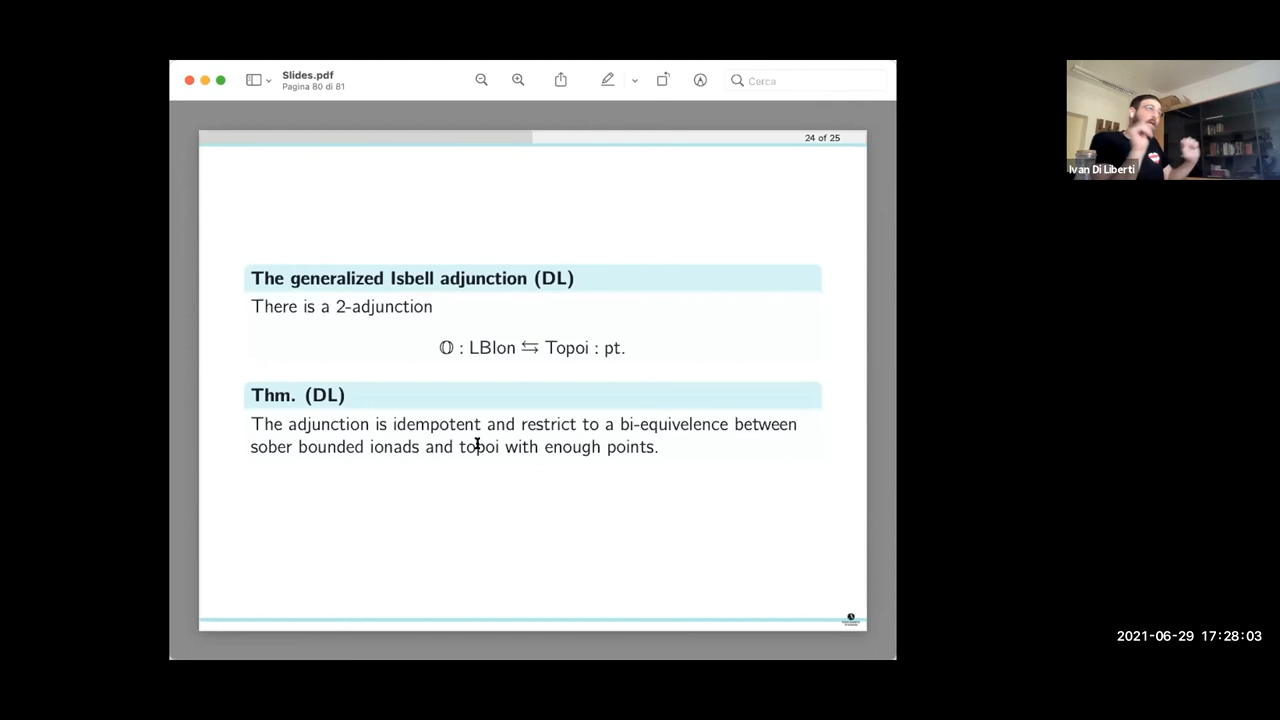 Slides.pdf
Pagina 80 di 81
Cerca
24 of 25
Ivan Di Liberti
The generalized Isbell adjunction (DL)
There is a 2-adjunction
𝕆 : LBIon ⇆ Topoi : pt.
Thm. (DL)
The adjunction is idempotent and restrict to a bi-equivelence between
sober bounded ionads and topoi with enough points.
2021-06-29 17:28:03